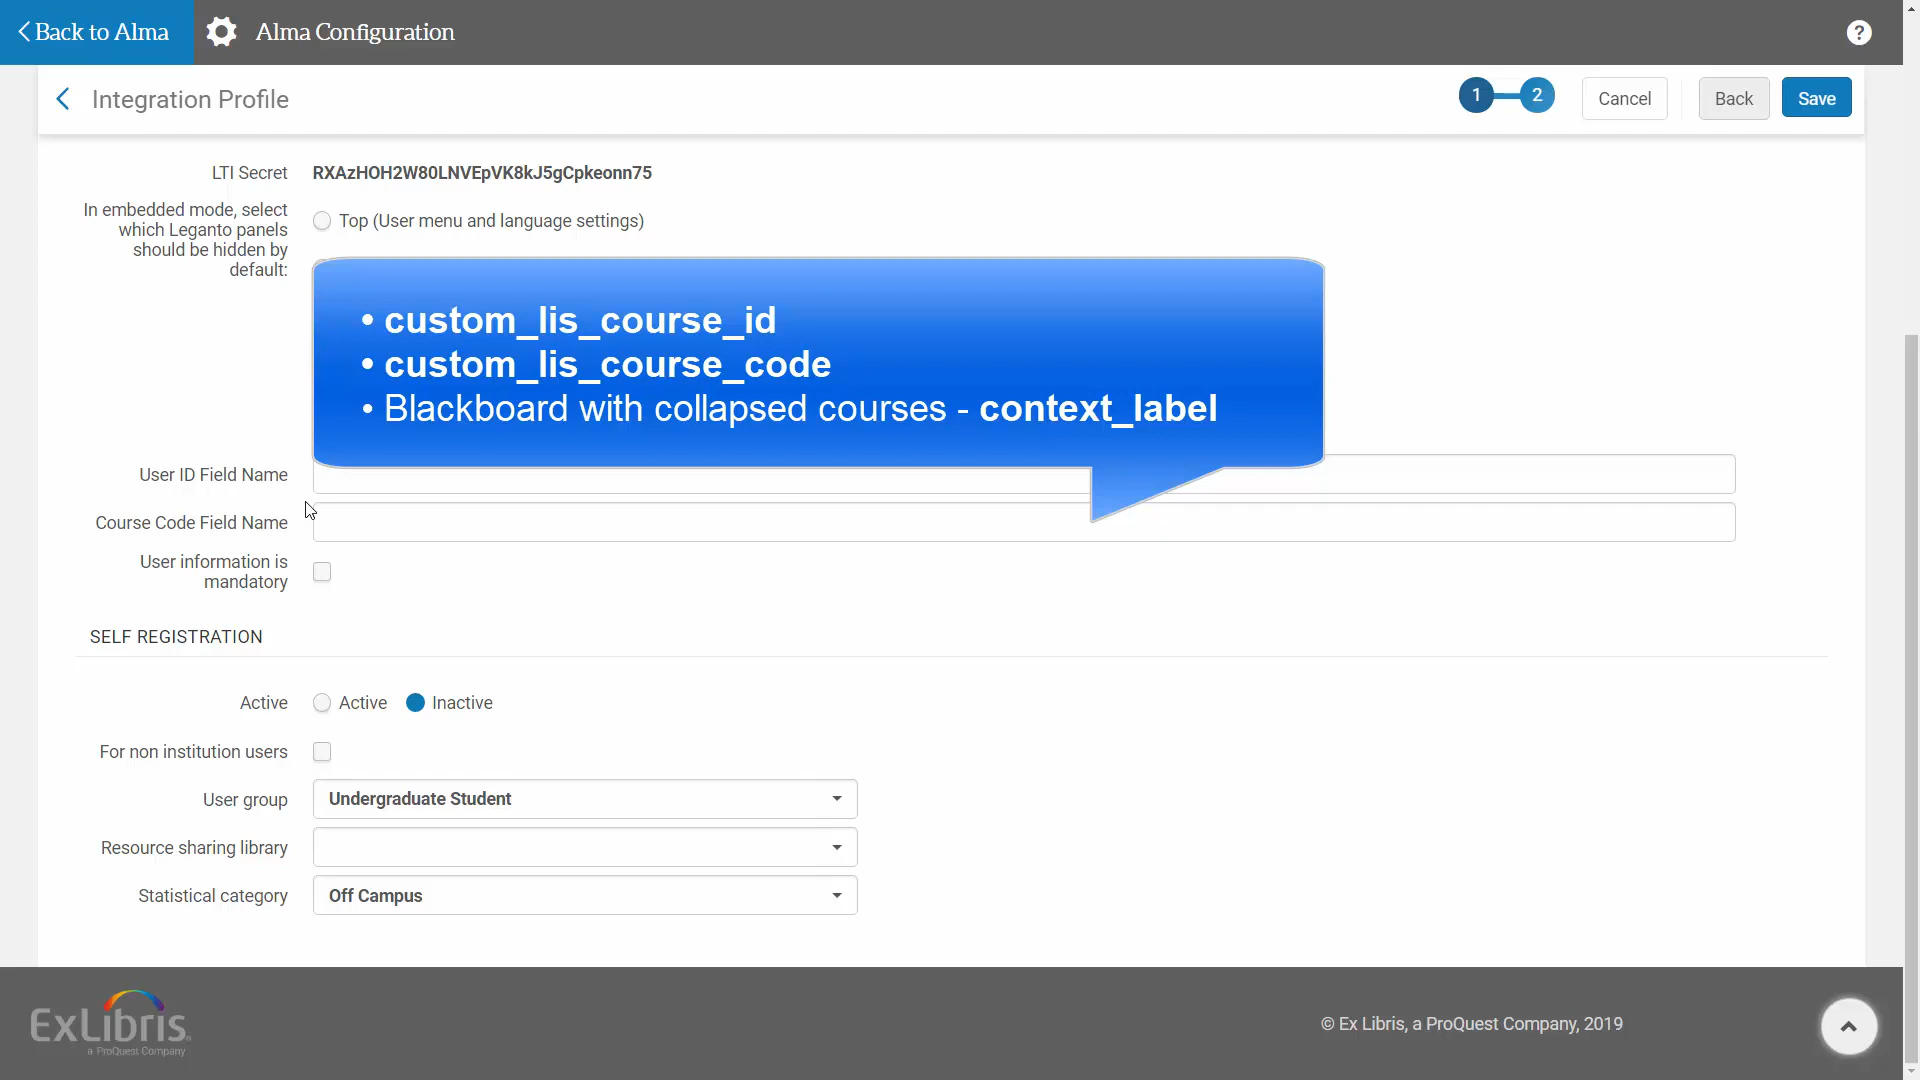 Back to Alma
Alma Configuration
?
Integration Profile
1
2
Cancel
Back
Save
LTI Secret
RXAzHOH2W80LNVEpVK8kJ5gCpkeonn75
In embedded mode, select
which Leganto panels
should be hidden by
default:
Top (User menu and language settings)
• custom_lis_course_id
• custom_lis_course_code
• Blackboard with collapsed courses - context_label
User ID Field Name
Course Code Field Name
User information is
mandatory
SELF REGISTRATION
Active
Active
Inactive
For non institution users
User group
Undergraduate Student
Resource sharing library
Statistical category
Off Campus
ExLibris
a ProQuest Company
© Ex Libris, a ProQuest Company, 2019